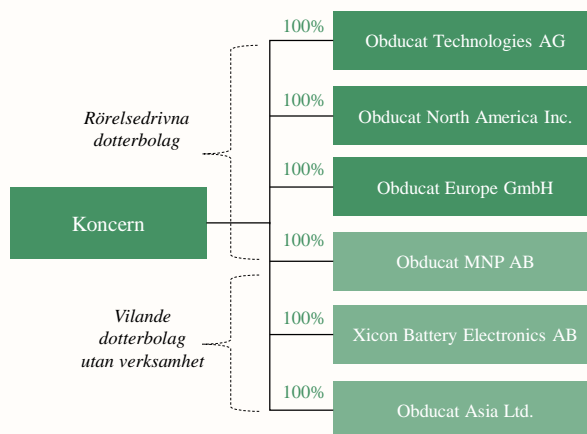 100%
Obducat Technologies AG
100%
Obducat North America Inc.
Rörelsedrivna
dotterbolag
100%
Obducat Europe GmbH
Koncern
100%
Obducat MNP AB
Vilande
dotterbolag
utan verksamhet
100%
Xicon Battery Electronics AB
100%
Obducat Asia Ltd.